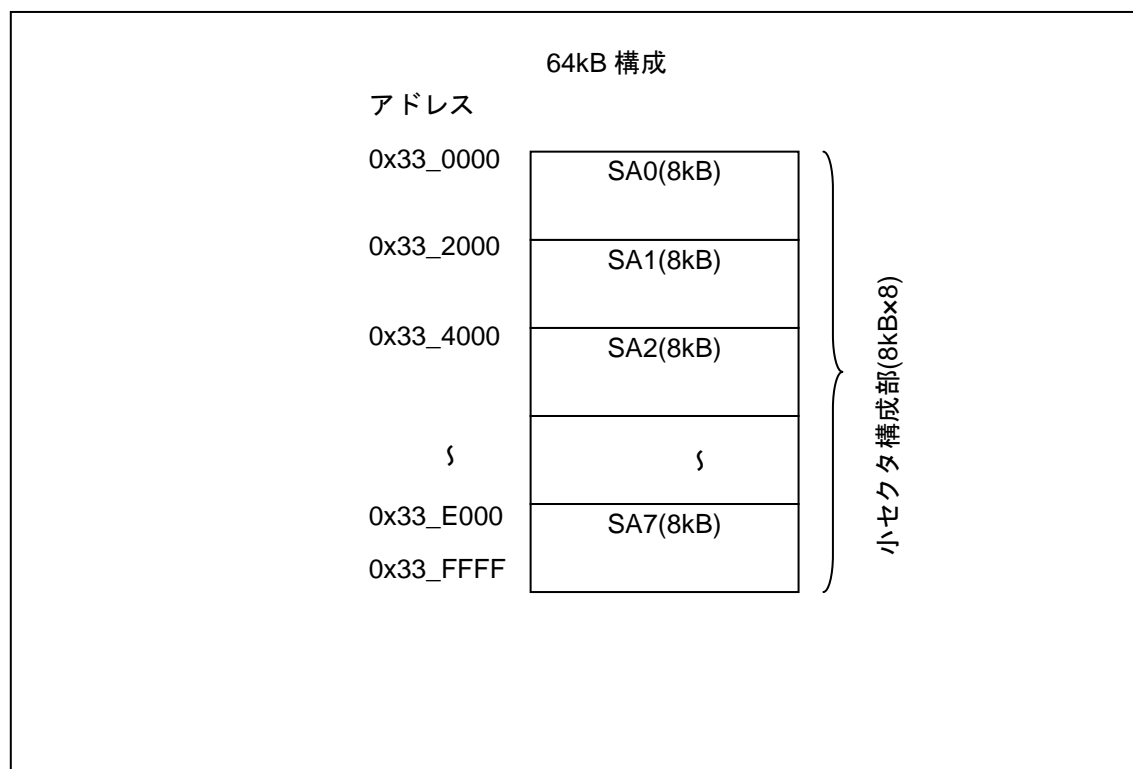 64kB 構成
アドレス
0x33_0000
SA0(8kB)
0x33_2000
SA1(8kB)
0x33_4000
SA2(8kB)
~
~
0x33_E000
SA7(8kB)
0x33_FFFF
小セクタ構成部(8kB×8)